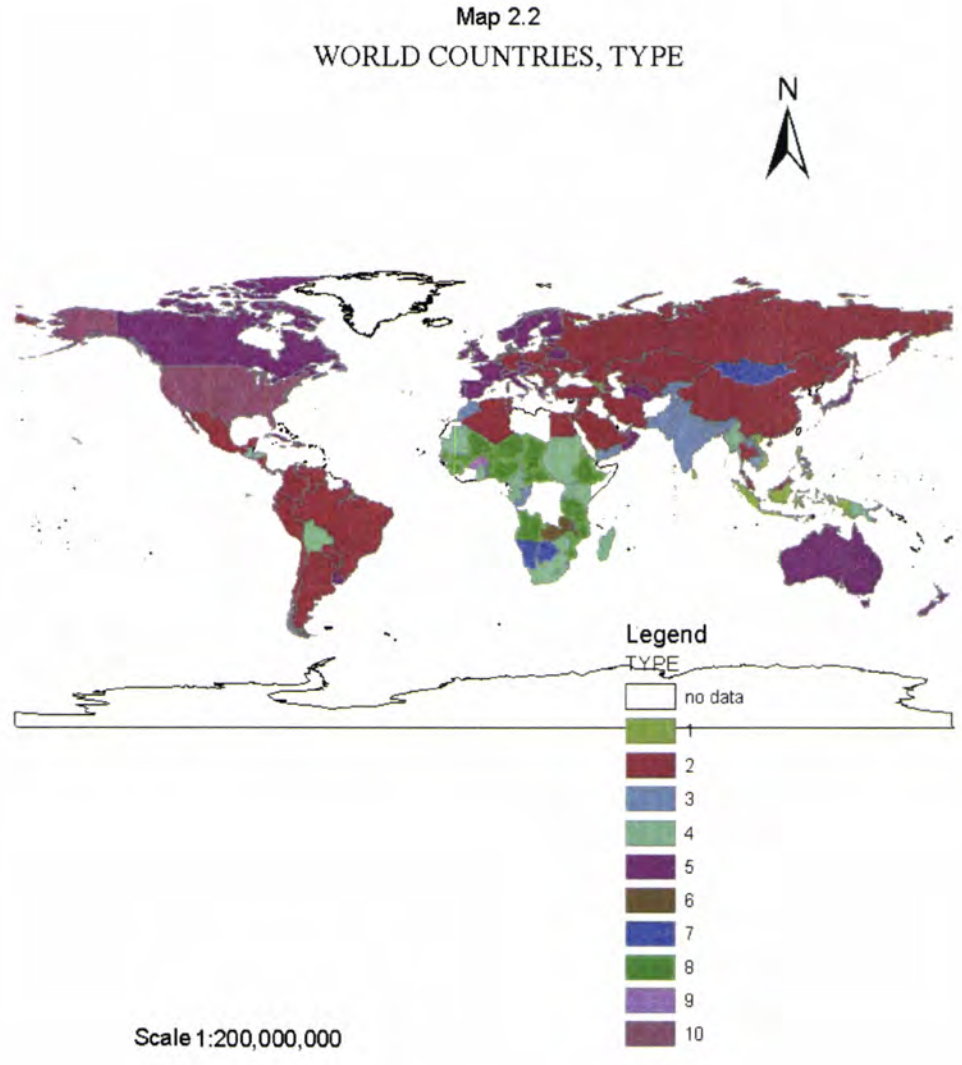 Map 2.2
WORLD COUNTRIES, TYPE
N
Legend
TYPE
no data
1
2
3
4
5
6
7
8
9
10
Scale 1:200,000,000